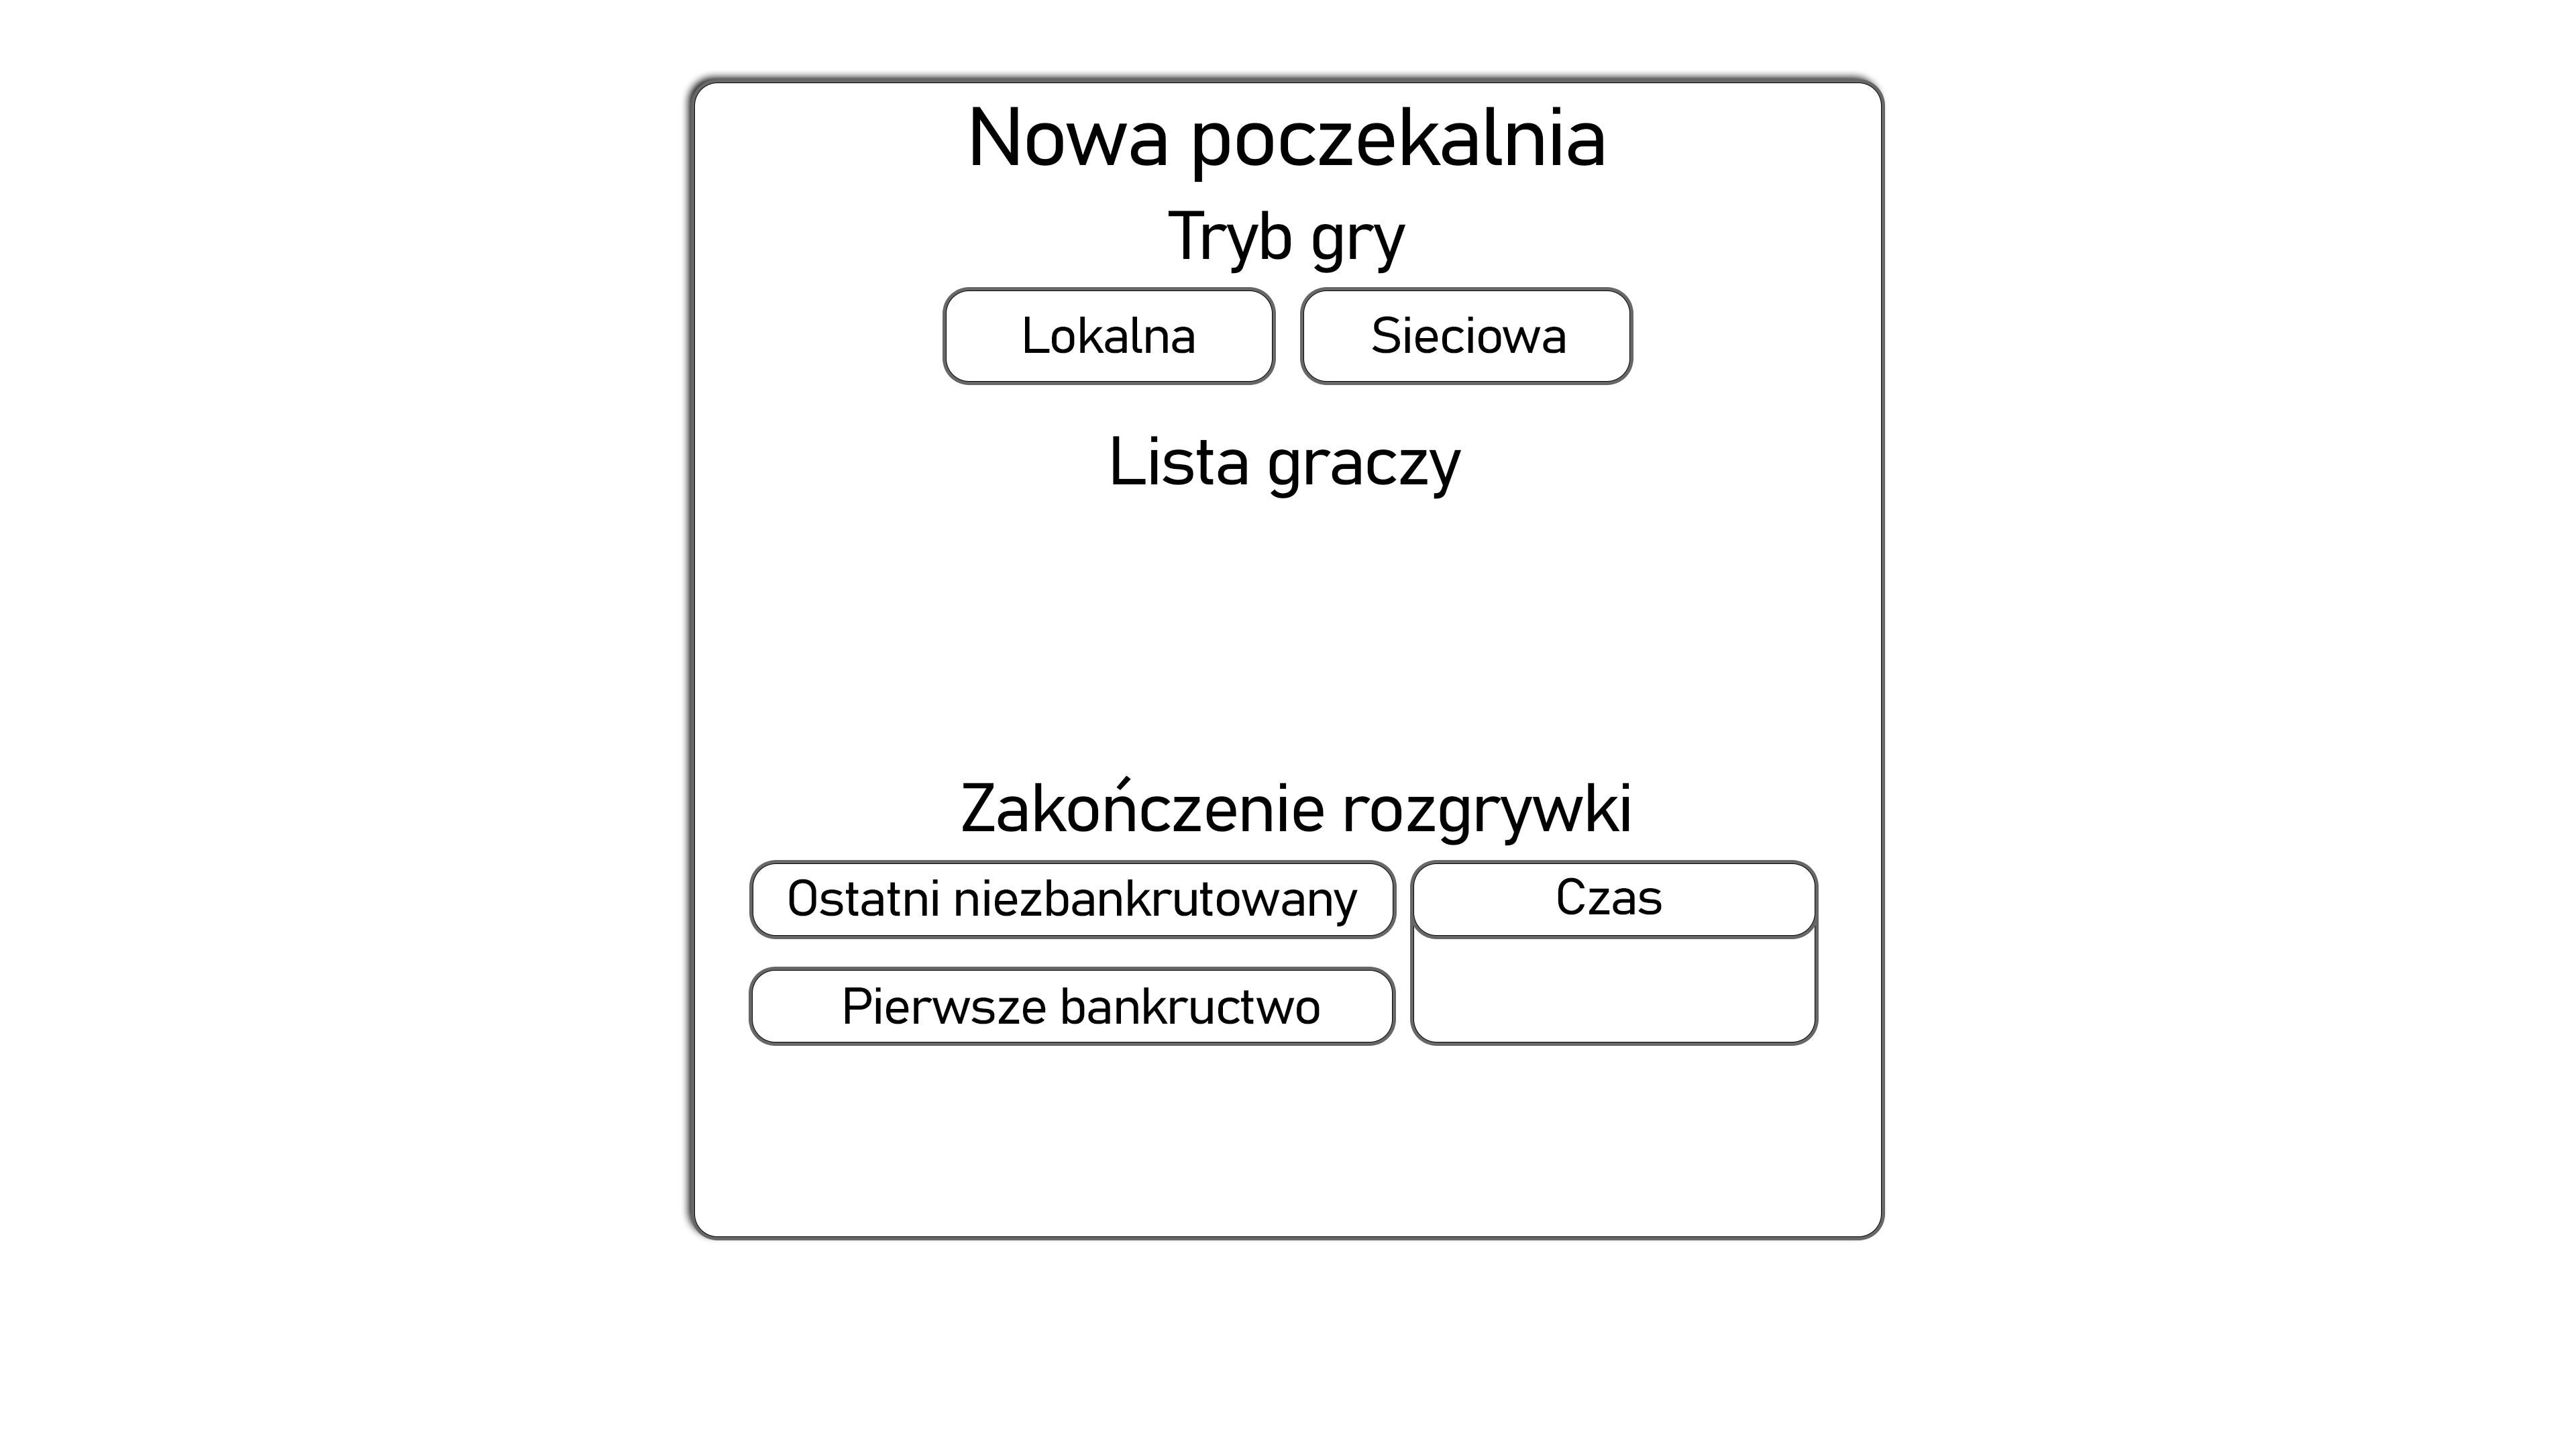 Nowa poczekalnia
Tryb gry
Lokalna
Sieciowa
Lista graczy
Zakończenie rozgrywki
Ostatni niezbankrutowany
Czas
Pierwsze bankructwo